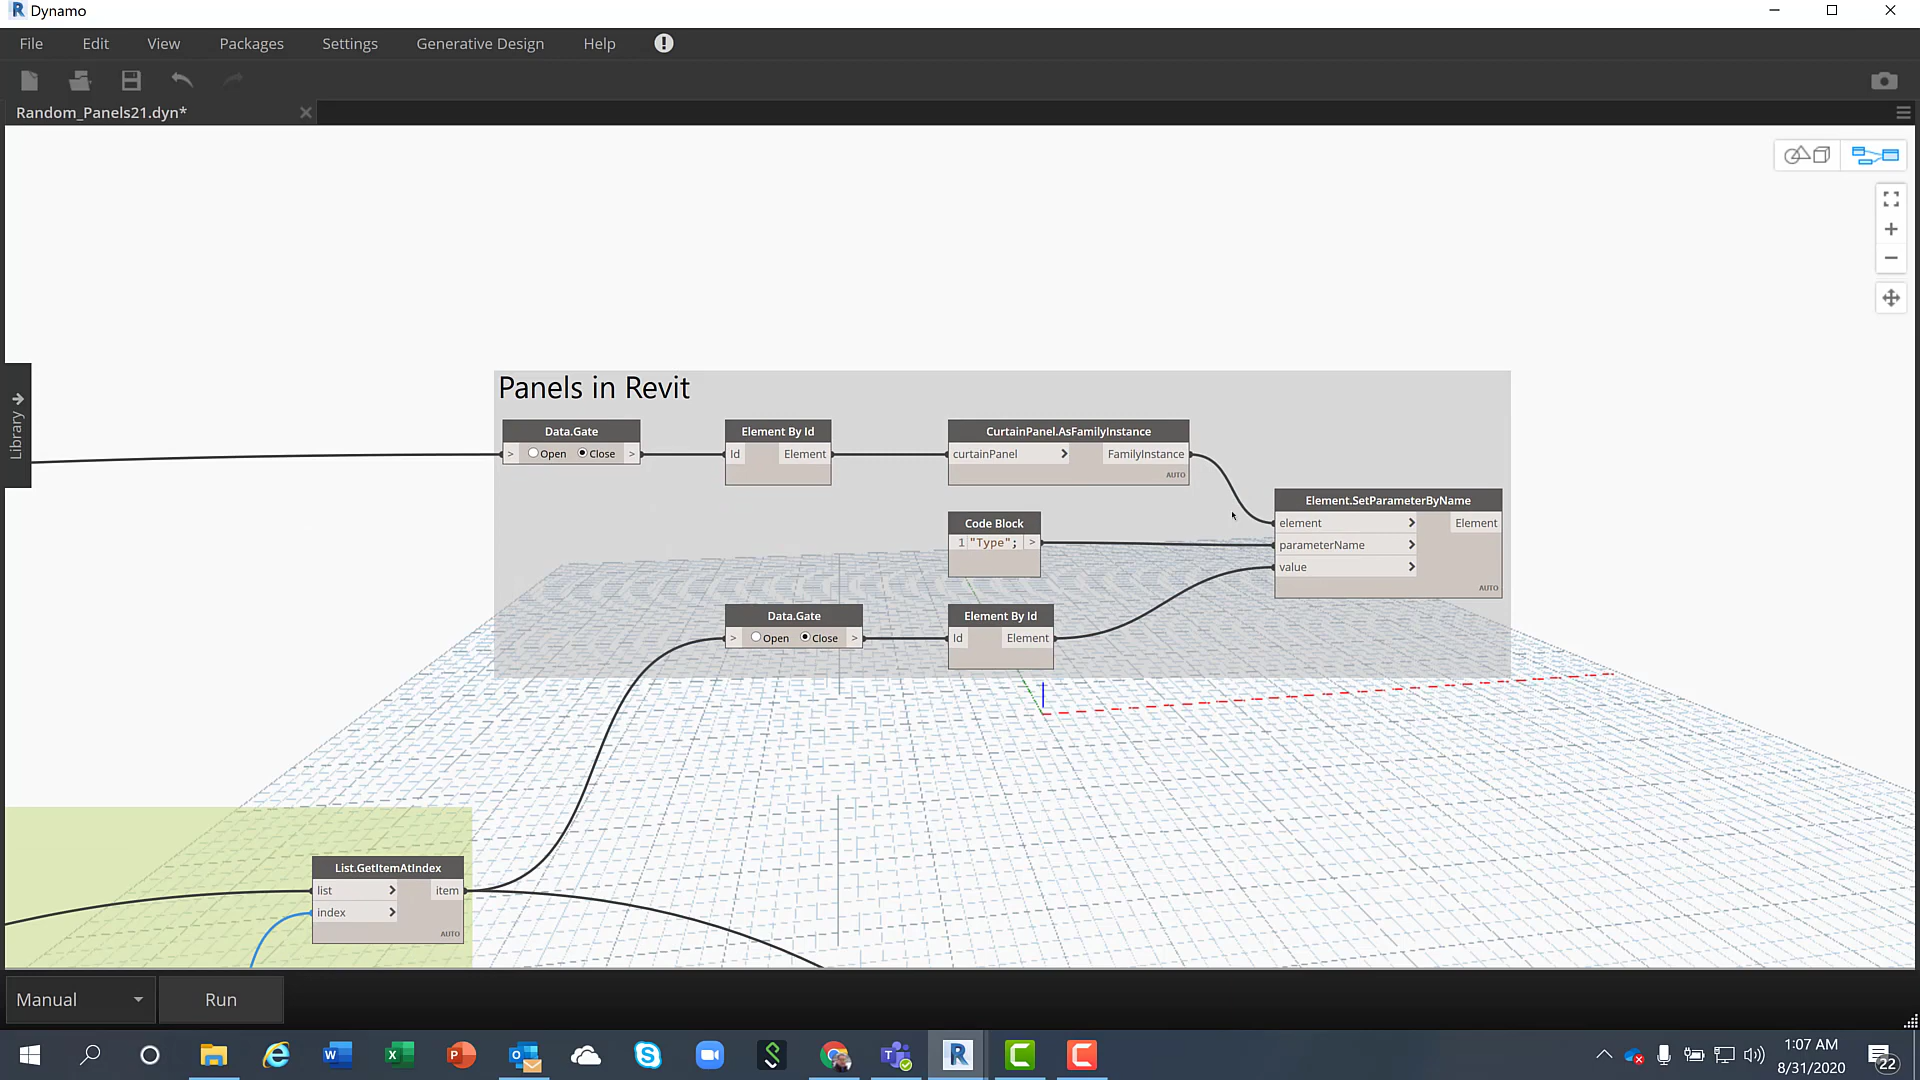 Dynamo
File Edit View Packages Settings Generative Design Help
Random_Panels21.dyn*
Library
Panels in Revit
Data.Gate
> Open Close >
Element By Id
Id Element
CurtainPanel.AsFamilyInstance
curtainPanel > FamilyInstance
AUTO
Element.SetParameterByName
element > Element
parameterName >
value >
AUTO
Code Block
1 "Type"; >
Data.Gate
> Open Close >
Element By Id
Id Element
List.GetItemAtIndex
list > item
index >
AUTO
Manual Run
1:07 AM
8/31/2020
22